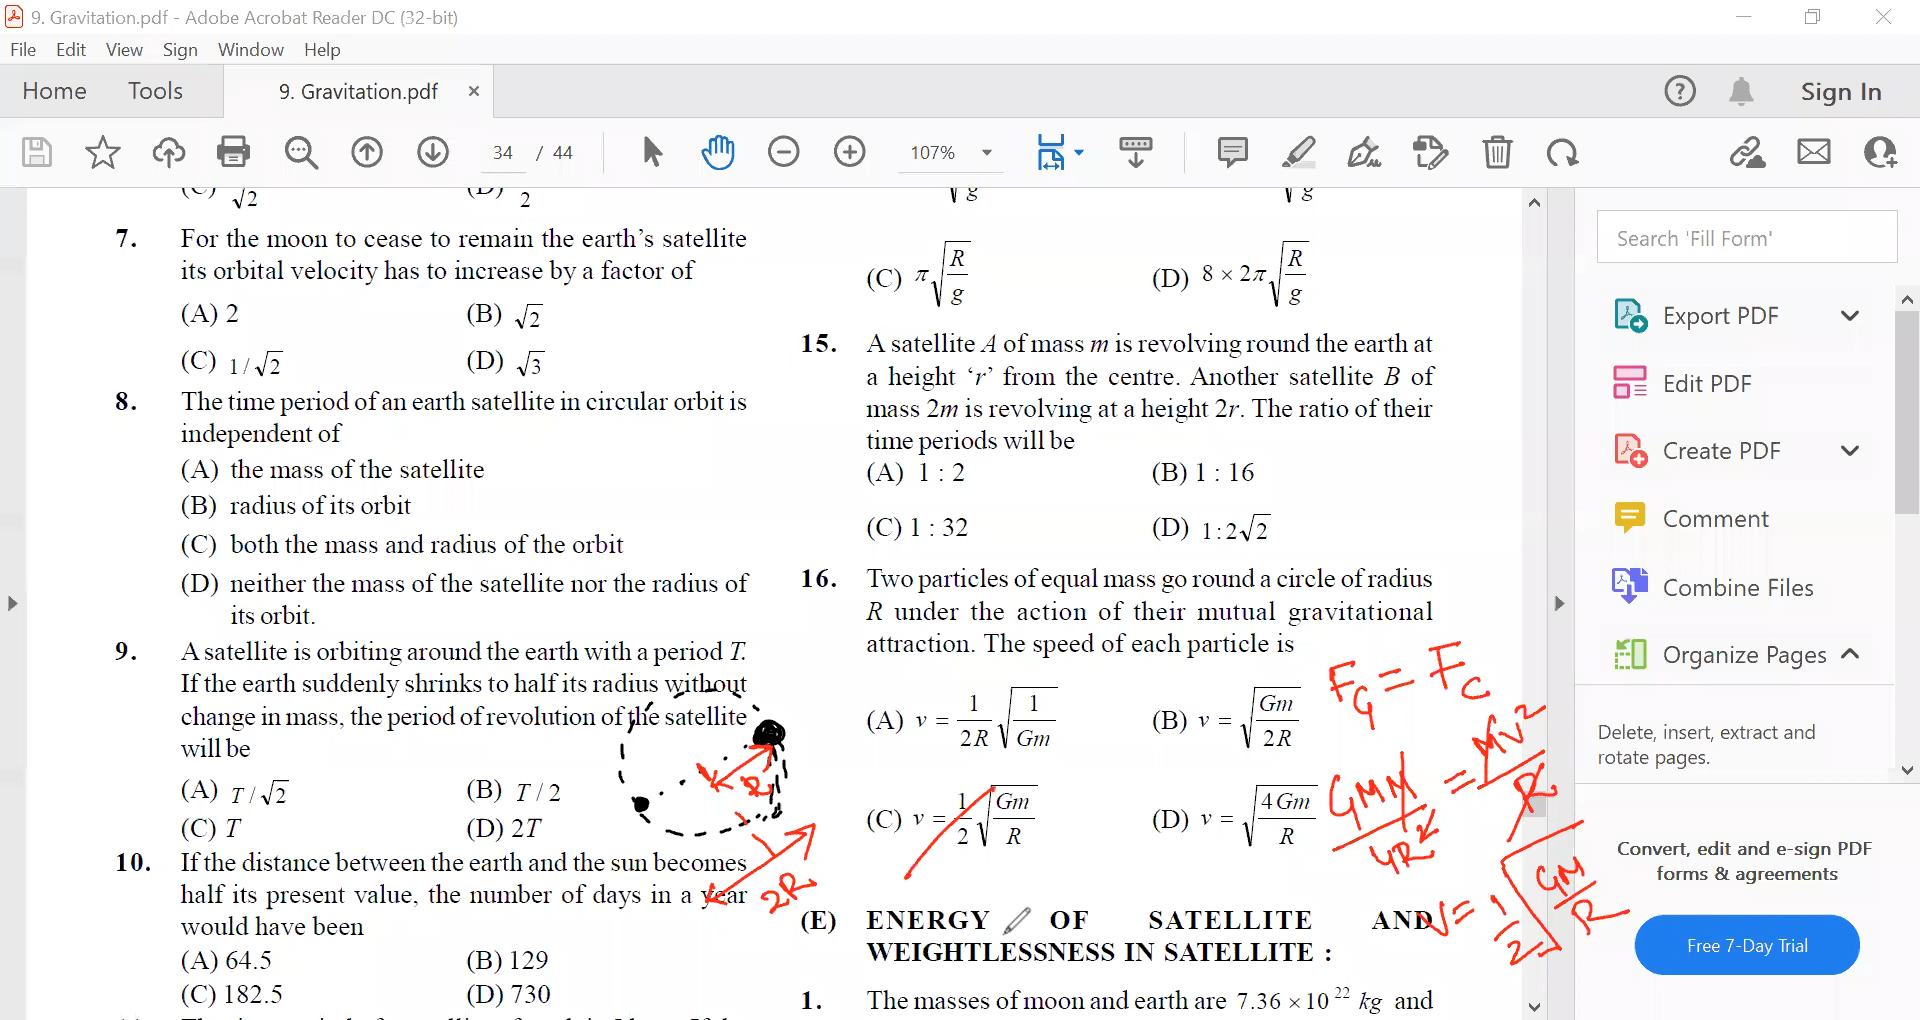 9. Gravitation.pdf - Adobe Acrobat Reader DC (32-bit)
File Edit View Sign Window Help
Home Tools 9. Gravitation.pdf × Sign In
34 / 44 107%
(C) √2 (D) 2
7. For the moon to cease to remain the earth's satellite
its orbital velocity has to increase by a factor of
(A) 2 (B) √2
(C) 1/√2 (D) √3
8. The time period of an earth satellite in circular orbit is
independent of
(A) the mass of the satellite
(B) radius of its orbit
(C) both the mass and radius of the orbit
(D) neither the mass of the satellite nor the radius of
its orbit.
9. A satellite is orbiting around the earth with a period T.
If the earth suddenly shrinks to half its radius without
change in mass, the period of revolution of the satellite
will be
(A) T/√2 (B) T/2
(C) T (D) 2T
R
2R
10. If the distance between the earth and the sun becomes
half its present value, the number of days in a year
would have been
(A) 64.5 (B) 129
(C) 182.5 (D) 730
√g √g
(C) π√(R/g) (D) 8 × 2π√(R/g)
15. A satellite A of mass m is revolving round the earth at
a height ‘r’ from the centre. Another satellite B of
mass 2m is revolving at a height 2r. The ratio of their
time periods will be
(A) 1 : 2 (B) 1 : 16
(C) 1 : 32 (D) 1:2√2
16. Two particles of equal mass go round a circle of radius
R under the action of their mutual gravitational
attraction. The speed of each particle is
(A) v = 1/2R √(1/Gm) (B) v = √(Gm/2R)
(C) v = 1/2 √(Gm/R) (D) v = √(4Gm/R)
FG = FC
GMM/4R² = MV²/R
V = 1/2 √(GM/R)
(E) ENERGY OF SATELLITE AND
WEIGHTLESSNESS IN SATELLITE :
1. The masses of moon and earth are 7.36 ×10²² kg and
Search 'Fill Form'
Export PDF
Edit PDF
Create PDF
Comment
Combine Files
Organize Pages
Delete, insert, extract and
rotate pages.
Convert, edit and e-sign PDF
forms & agreements
Free 7-Day Trial